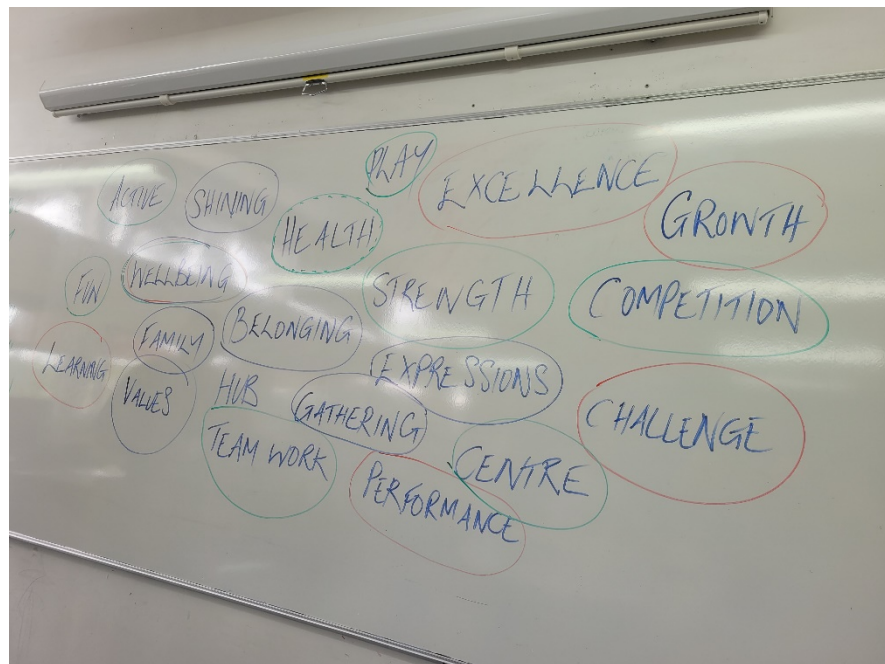 PLAY
EXCELLENCE
ACTIVE
SHINING
GROWTH
HEALTH
WELLBEING
FUN
STRENGTH
COMPETITION
FAMILY
BELONGING
LEARNING
EXPRESSIONS
VALUES
HUB
GATHERING
CHALLENGE
TEAM WORK
CENTRE
PERFORMANCE